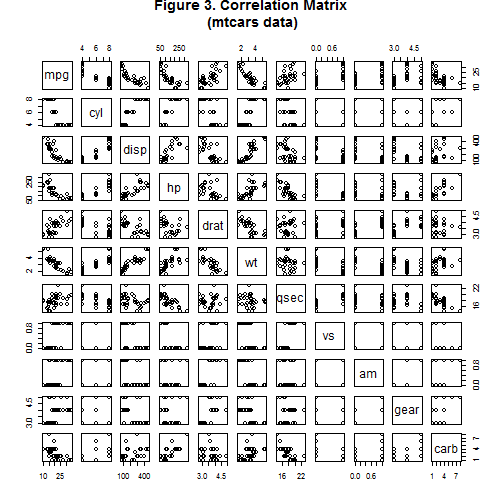 Figure 3. Correlation Matrix
(mtcars data)
4 6 8
50 250
2 4
0.0 0.6
3.0 4.5
mpg
10 25
4 6 8
cyl
disp
hp
drat
3.0 4.5
wt
2 4
qsec
16 22
vs
0.0 0.8
am
0.0 0.8
gear
3.0 4.5
carb
1 4 7
10 25
100 400
3.0 4.5
16 22
0.0 0.6
1 4 7